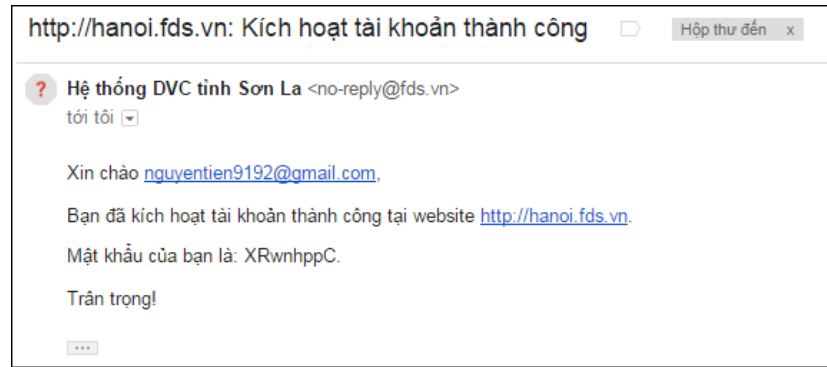 http://hanoi.fds.vn: Kích hoạt tài khoản thành công
Hộp thư đến x
? Hệ thống DVC tỉnh Sơn La <no-reply@fds.vn>
tới tôi
Xin chào nguyentien9192@gmail.com,
Bạn đã kích hoạt tài khoản thành công tại website http://hanoi.fds.vn.
Mật khẩu của bạn là: XRwnhppC.
Trân trọng!
...